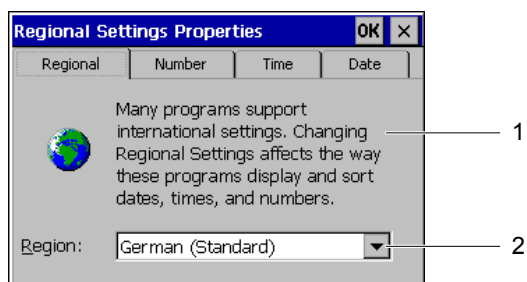 Regional Settings Properties OK ×
Regional Number Time Date
Many programs support
international settings. Changing
Regional Settings affects the way
these programs display and sort
dates, times, and numbers.
1
Region: German (Standard)
2